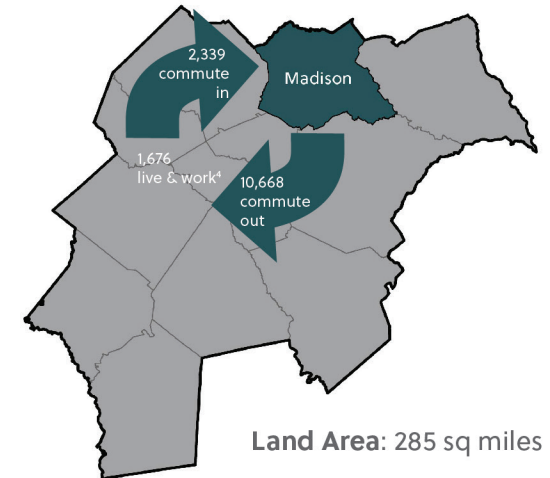 2,339
commute
in
Madison
1,676
live & work⁴
10,668
commute
out
Land Area: 285 sq miles